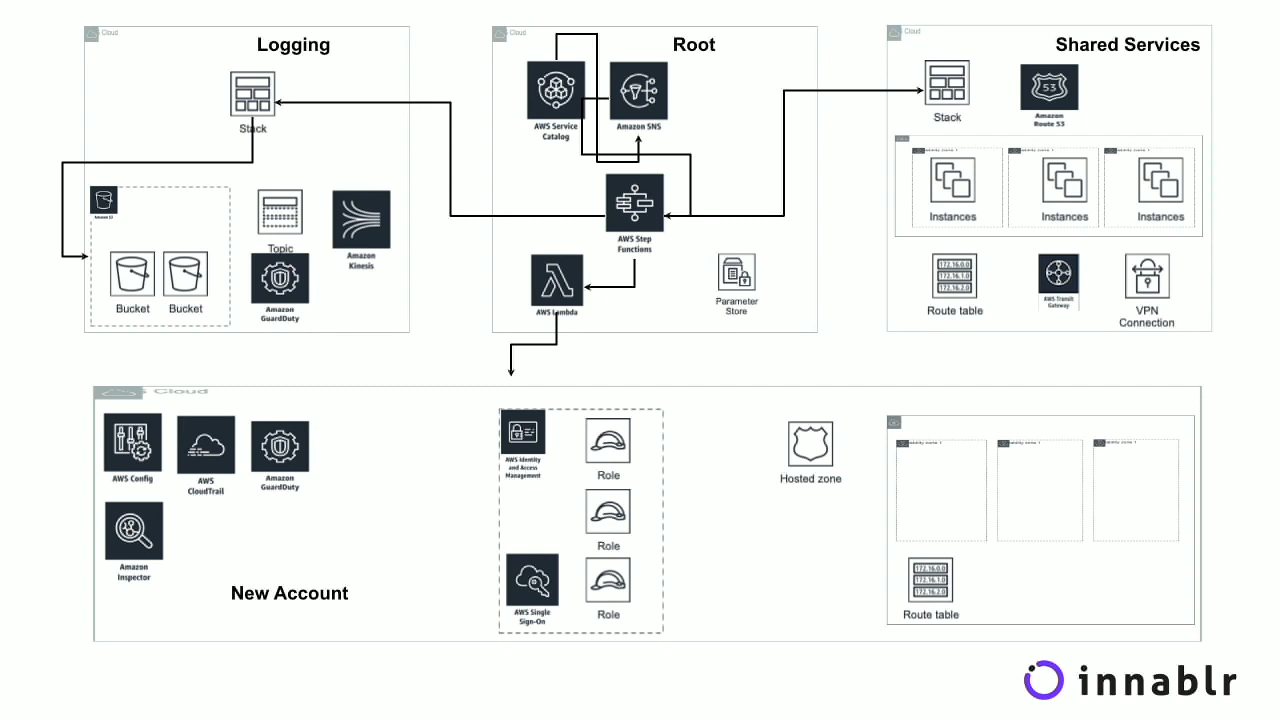 Cloud
Logging
Stack
Amazon S3
Bucket
Bucket
Topic
Amazon
GuardDuty
Amazon
Kinesis
Cloud
Root
AWS Service
Catalog
Amazon SNS
AWS Step
Functions
AWS Lambda
Parameter
Store
Cloud
Shared Services
Stack
53
Amazon
Route 53
Instances
Instances
Instances
172.16.0.0
172.16.1.0
172.16.2.0
Route table
AWS Transit
Gateway
VPN
Connection
Cloud
AWS Config
AWS
CloudTrail
Amazon
GuardDuty
Amazon
Inspector
New Account
AWS Identity
and Access
Management
Role
Role
AWS Single
Sign-On
Role
Hosted zone
172.16.0.0
172.16.1.0
172.16.2.0
Route table
innablr